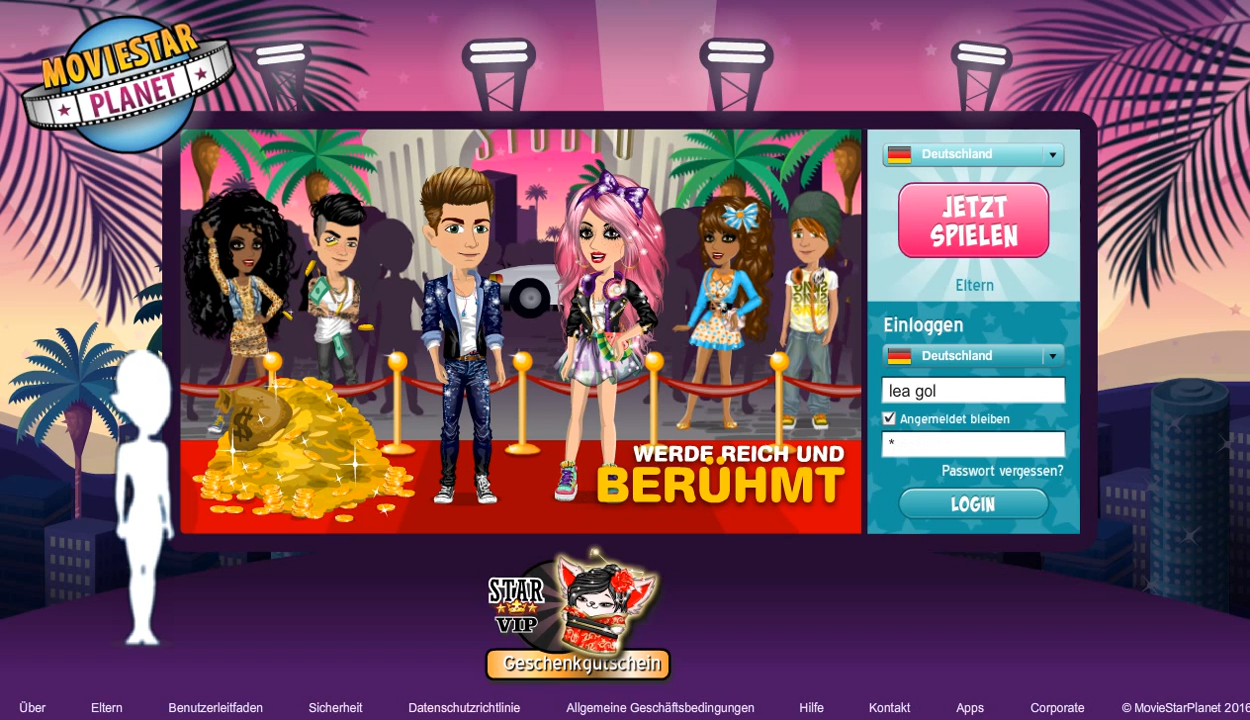 MOVIESTAR
PLANET
STUDIO
Deutschland
JETZT
SPIELEN
Eltern
Einloggen
Deutschland
lea gol
Angemeldet bleiben
*
Passwort vergessen?
LOGIN
WERDE REICH UND
BERÜHMT
$
STAR
VIP
Geschenkgutschein
Über Eltern Benutzerleitfaden Sicherheit Datenschutzrichtlinie Allgemeine Geschäftsbedingungen Hilfe Kontakt Apps Corporate © MovieStarPlanet 2016